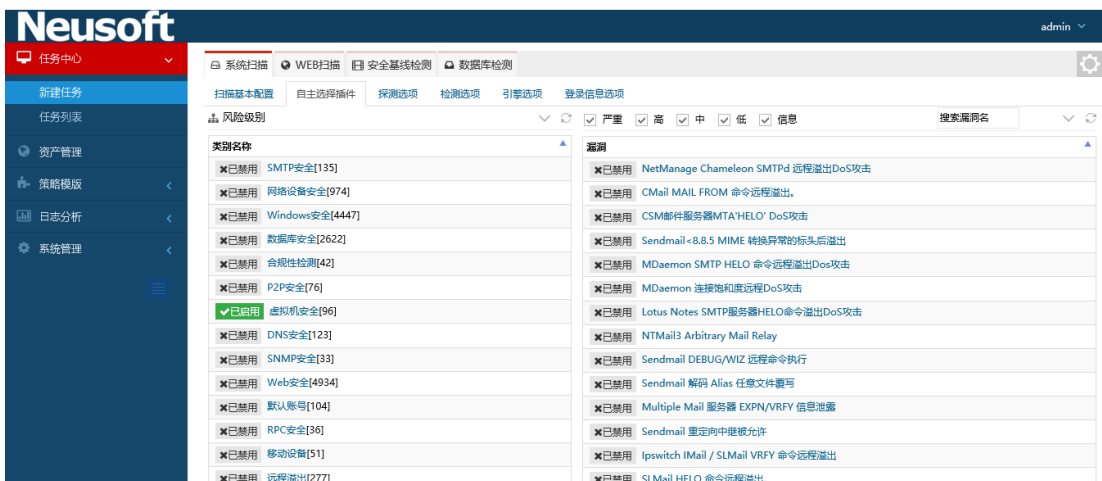 Neusoft
admin
任务中心
新建任务
任务列表
资产管理
策略模版
日志分析
系统管理
系统扫描 WEB扫描 安全基线检测 数据库检测
扫描基本配置 自主选择插件 探测选项 检测选项 引擎选项 登录信息选项
风险级别
严重 高 中 低 信息 搜索漏洞名
类别名称
已禁用 SMTP安全[135]
已禁用 网络设备安全[974]
已禁用 Windows安全[4447]
已禁用 数据库安全[2622]
已禁用 合规性检测[42]
已禁用 P2P安全[76]
已启用 虚拟机安全[96]
已禁用 DNS安全[123]
已禁用 SNMP安全[33]
已禁用 Web安全[4934]
已禁用 默认账号[104]
已禁用 RPC安全[36]
已禁用 移动设备[51]
已禁用 远程溢出[277]
漏洞
已禁用 NetManage Chameleon SMTPd 远程溢出DoS攻击
已禁用 CMail MAIL FROM 命令远程溢出。
已禁用 CSM邮件服务器MTA'HELO' DoS攻击
已禁用 Sendmail<8.8.5 MIME 转换异常的标头后溢出
已禁用 MDaemon SMTP HELO 命令远程溢出Dos攻击
已禁用 MDaemon 连接饱和度远程DoS攻击
已禁用 Lotus Notes SMTP服务器HELO命令溢出DoS攻击
已禁用 NTMail3 Arbitrary Mail Relay
已禁用 Sendmail DEBUG/WIZ 远程命令执行
已禁用 Sendmail 解码 Alias 任意文件覆写
已禁用 Multiple Mail 服务器 EXPN/VRFY 信息泄露
已禁用 Sendmail 重定向中继被允许
已禁用 Ipswitch IMail / SLMail VRFY 命令远程溢出
已禁用 SLMail HELO 命令远程溢出